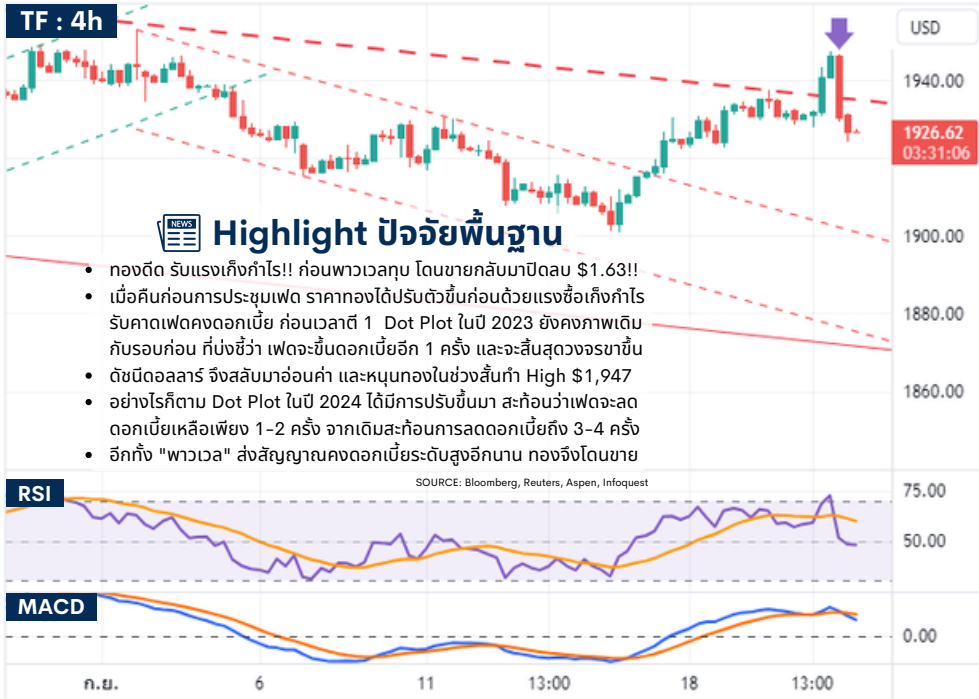 TF : 4h
USD
1940.00
1926.62
03:31:06
1900.00
1880.00
1860.00
NEWS
Highlight ปัจจัยพื้นฐาน
• ทองดีด รับแรงเก็งกำไร!! ก่อนพาวเวลทุบ โดนขายกลับมาปิดลบ $1.63!!
• เมื่อคืนก่อนการประชุมเฟด ราคาทองได้ปรับตัวขึ้นก่อนด้วยแรงซื้อเก็งกำไร
รับคาดเฟดคงดอกเบี้ย ก่อนเวลาตี 1 Dot Plot ในปี 2023 ยังคงภาพเดิม
กับรอบก่อน ที่บ่งชี้ว่า เฟดจะขึ้นดอกเบี้ยอีก 1 ครั้ง และจะสิ้นสุดวงจรขาขึ้น
• ดัชนีดอลลาร์ จึงสลับมาอ่อนค่า และหนุนทองในช่วงสั้นทำ High $1,947
• อย่างไรก็ตาม Dot Plot ในปี 2024 ได้มีการปรับขึ้นมา สะท้อนว่าเฟดจะลด
ดอกเบี้ยเหลือเพียง 1-2 ครั้ง จากเดิมสะท้อนการลดดอกเบี้ยถึง 3-4 ครั้ง
• อีกทั้ง "พาวเวล" ส่งสัญญาณคงดอกเบี้ยระดับสูงอีกนาน ทองจึงโดนขาย
SOURCE: Bloomberg, Reuters, Aspen, Infoquest
RSI
75.00
50.00
MACD
0.00
ก.ย.
6
11
13:00
18
13:00